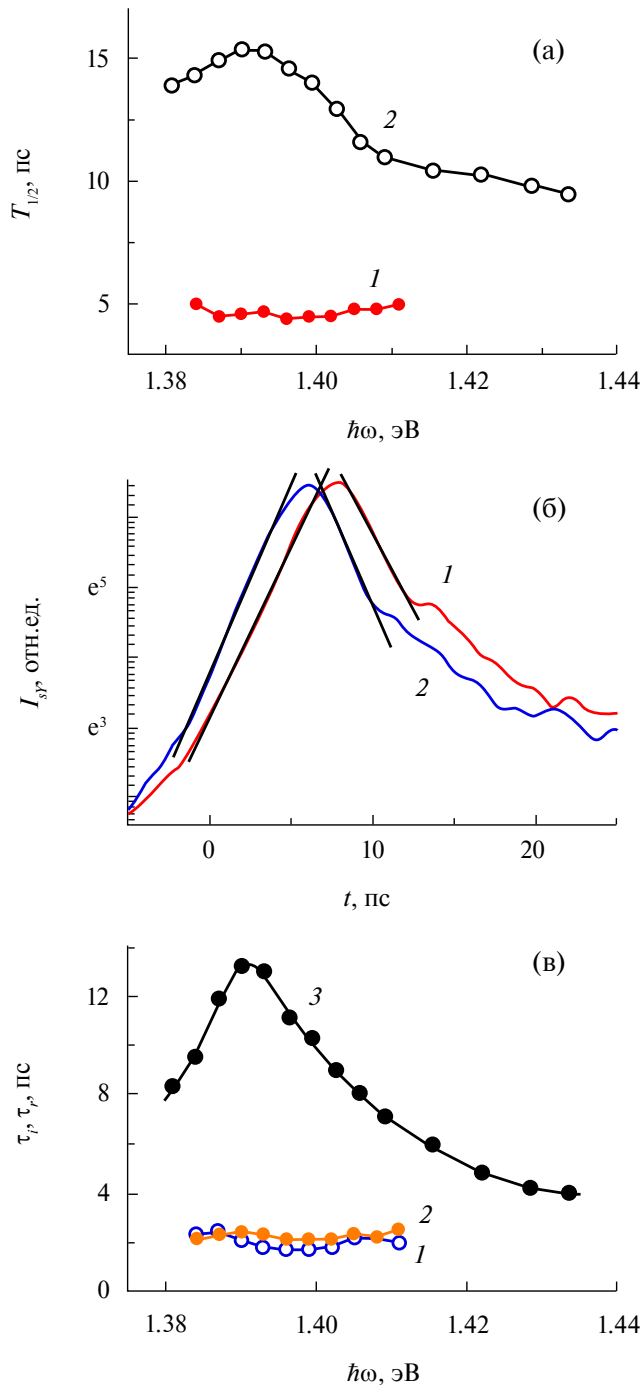 (а)
15
10
5
T1/2, пс
2
1
1.38 1.40 1.42 1.44
ħω, эВ
(б)
e⁵
e³
IsY, отн.ед.
1
2
0 10 20
t, пс
(в)
12
8
4
0
τi, τr, пс
3
2
1
1.38 1.40 1.42 1.44
ħω, эВ